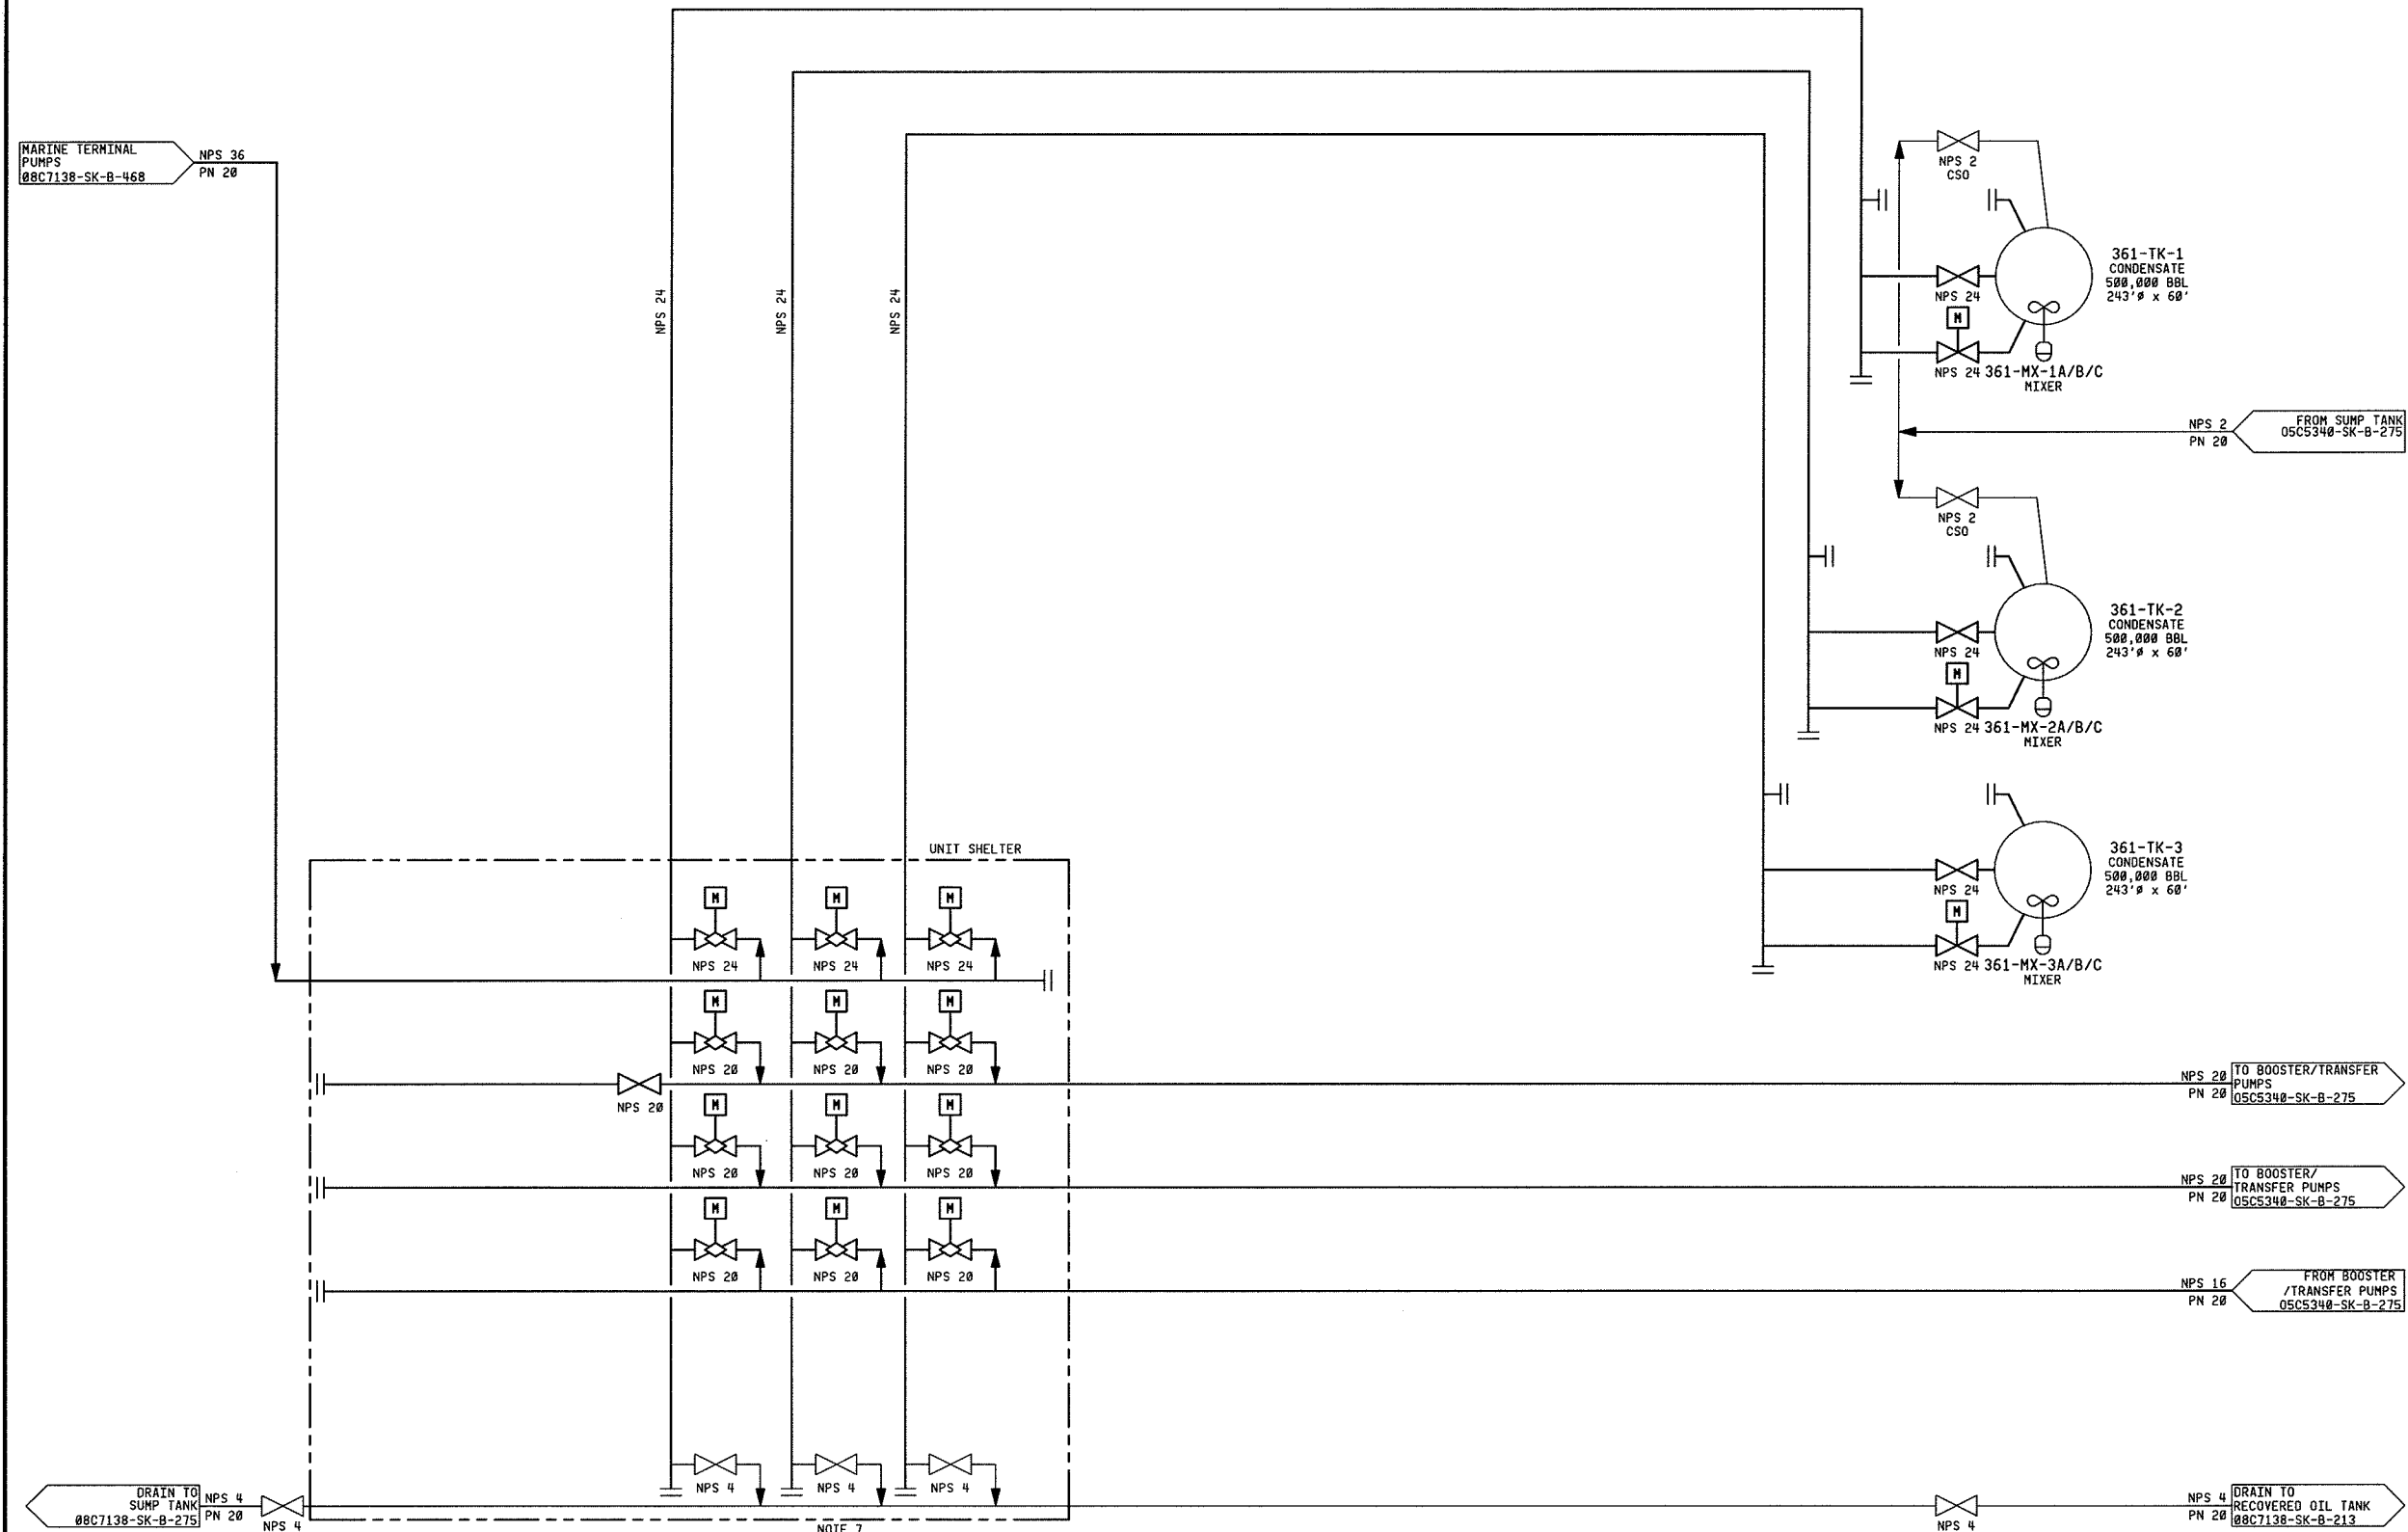 MARINE TERMINAL
PUMPS
08C7138-SK-B-468
NPS 36
PN 20
NPS 24
NPS 24
NPS 24
NPS 2
CSO
361-TK-1
CONDENSATE
500,000 BBL
243'ø x 60'
NPS 24
M
NPS 24
361-MX-1A/B/C
MIXER
NPS 2
PN 20
FROM SUMP TANK
05C5340-SK-B-275
NPS 2
CSO
361-TK-2
CONDENSATE
500,000 BBL
243'ø x 60'
NPS 24
M
NPS 24
361-MX-2A/B/C
MIXER
361-TK-3
CONDENSATE
500,000 BBL
243'ø x 60'
NPS 24
M
NPS 24
361-MX-3A/B/C
MIXER
UNIT SHELTER
M
M
M
NPS 24
NPS 24
NPS 24
M
M
M
NPS 20
NPS 20
NPS 20
NPS 20
NPS 20
PN 20
TO BOOSTER/TRANSFER
PUMPS
05C5340-SK-B-275
M
M
M
NPS 20
NPS 20
NPS 20
NPS 20
PN 20
TO BOOSTER/
TRANSFER PUMPS
05C5340-SK-B-275
M
M
M
NPS 20
NPS 20
NPS 20
NPS 16
PN 20
FROM BOOSTER
/TRANSFER PUMPS
05C5340-SK-B-275
NPS 4
NPS 4
NPS 4
DRAIN TO
SUMP TANK
08C7138-SK-B-275
NPS 4
PN 20
NPS 4
NOTE 7
NPS 4
NPS 4
PN 20
DRAIN TO
RECOVERED OIL TANK
08C7138-SK-B-213